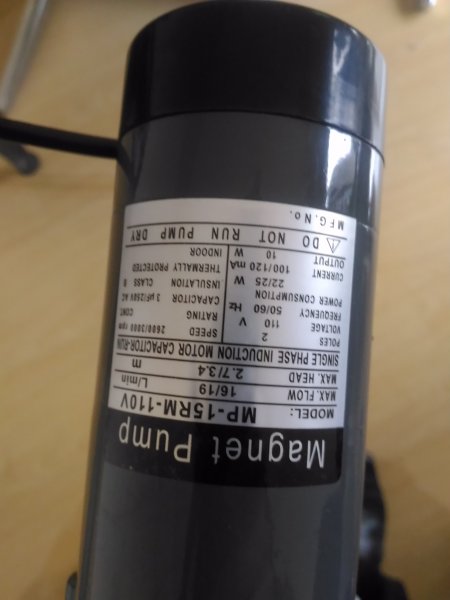 Magnet Pump
MODEL: MP-15RM-110V
MAX. FLOW 16/19 L/min
MAX. HEAD 2.7/3.4 m
SINGLE PHASE INDUCTION MOTOR CAPACITOR-RUN
POLES 2 SPEED 2600/3000 rpm
VOLTAGE 110 V RATING CONT.
FREQUENCY 50/60 Hz CAPACITOR 3 μF/250V AC
POWER CONSUMPTION 22/25 W INSULATION CLASS B
CURRENT 100/120 mA THERMALLY PROTECTED
OUTPUT 10 W INDOOR
⚠ DO NOT RUN PUMP DRY
MFG.No.